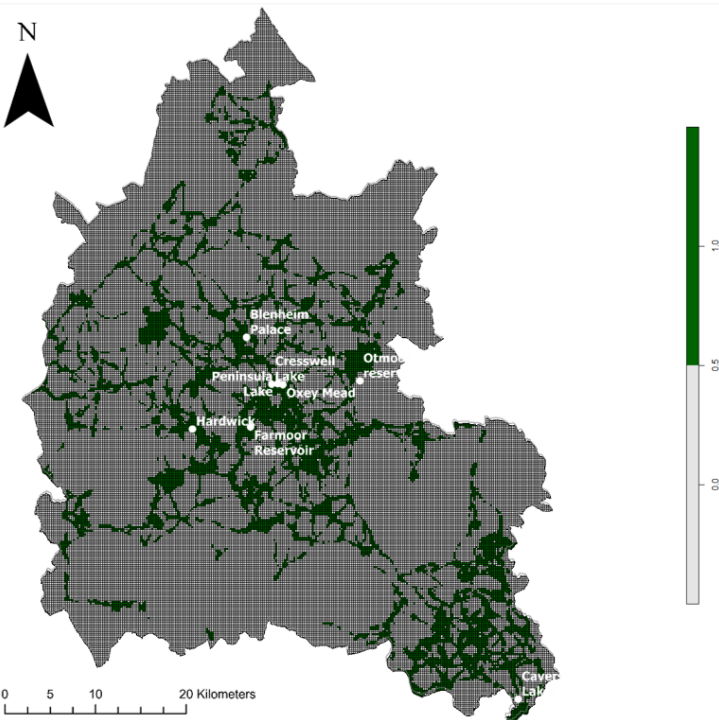 N
Blenheim
Palace
Cresswell
Lake
Peninsula
Lake
Oxey Mead
Hardwick
Farmoor
Reservoir
1.0
0.5
0.0
0 5 10 20 Kilometers